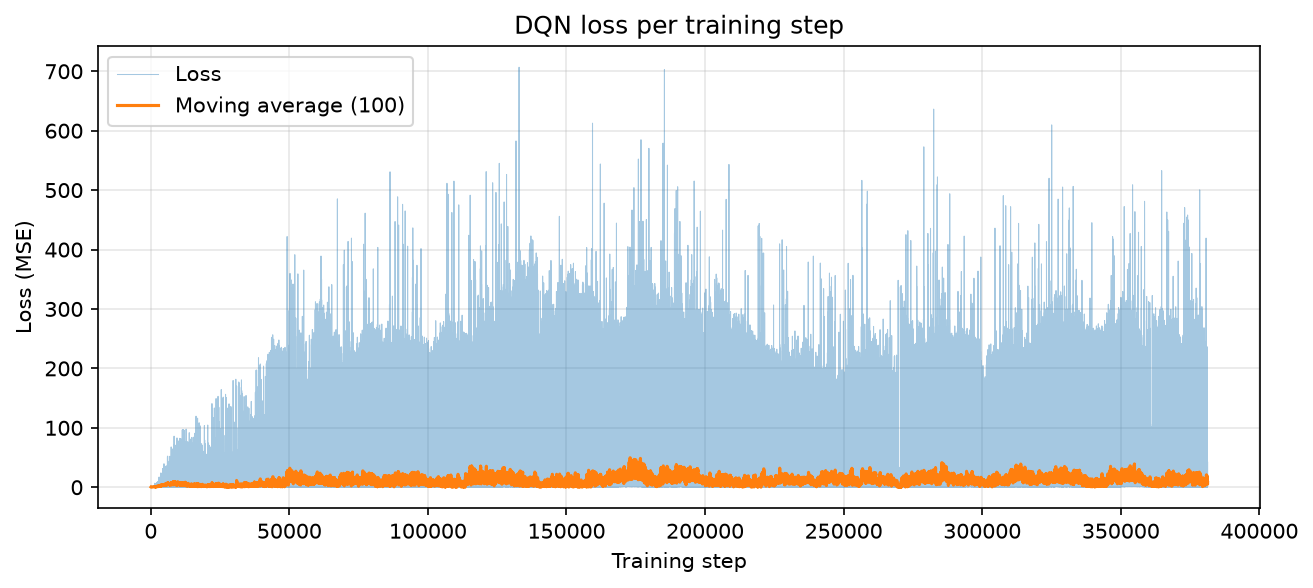 DQN loss per training step
Loss
Moving average (100)
Loss (MSE)
700
600
500
400
300
200
100
0
0 50000 100000 150000 200000 250000 300000 350000 400000
Training step